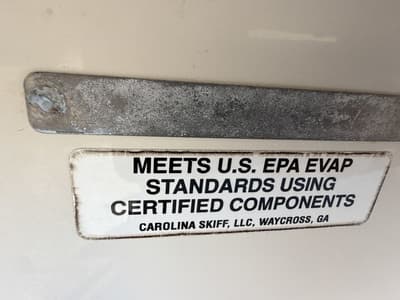 MEETS U.S. EPA EVAP
STANDARDS USING
CERTIFIED COMPONENTS
CAROLINA SKIFF, LLC, WAYCROSS, GA